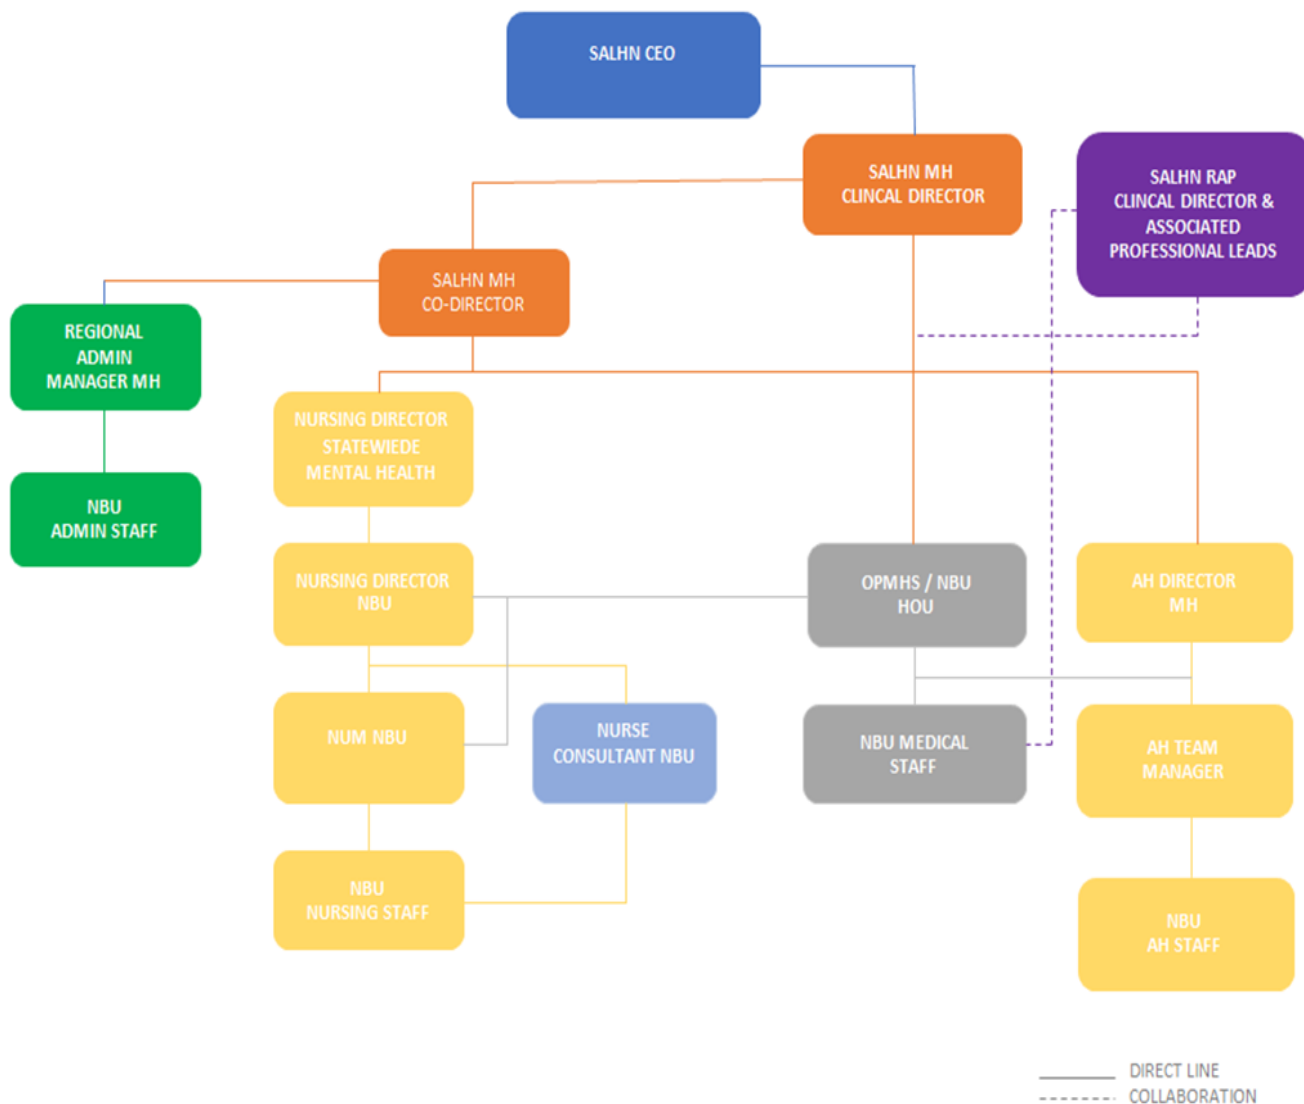 SALHN CEO
SALHN MH
CLINCAL DIRECTOR
SALHN RAP
CLINCAL DIRECTOR &
ASSOCIATED
PROFESSIONAL LEADS
SALHN MH
CO-DIRECTOR
REGIONAL
ADMIN
MANAGER MH
NURSING DIRECTOR
STATEWIEDE
MENTAL HEALTH
NBU
ADMIN STAFF
NURSING DIRECTOR
NBU
OPMHS / NBU
HOU
AH DIRECTOR
MH
NUM NBU
NURSE
CONSULTANT NBU
NBU MEDICAL
STAFF
AH TEAM
MANAGER
NBU
NURSING STAFF
NBU
AH STAFF
DIRECT LINE
COLLABORATION